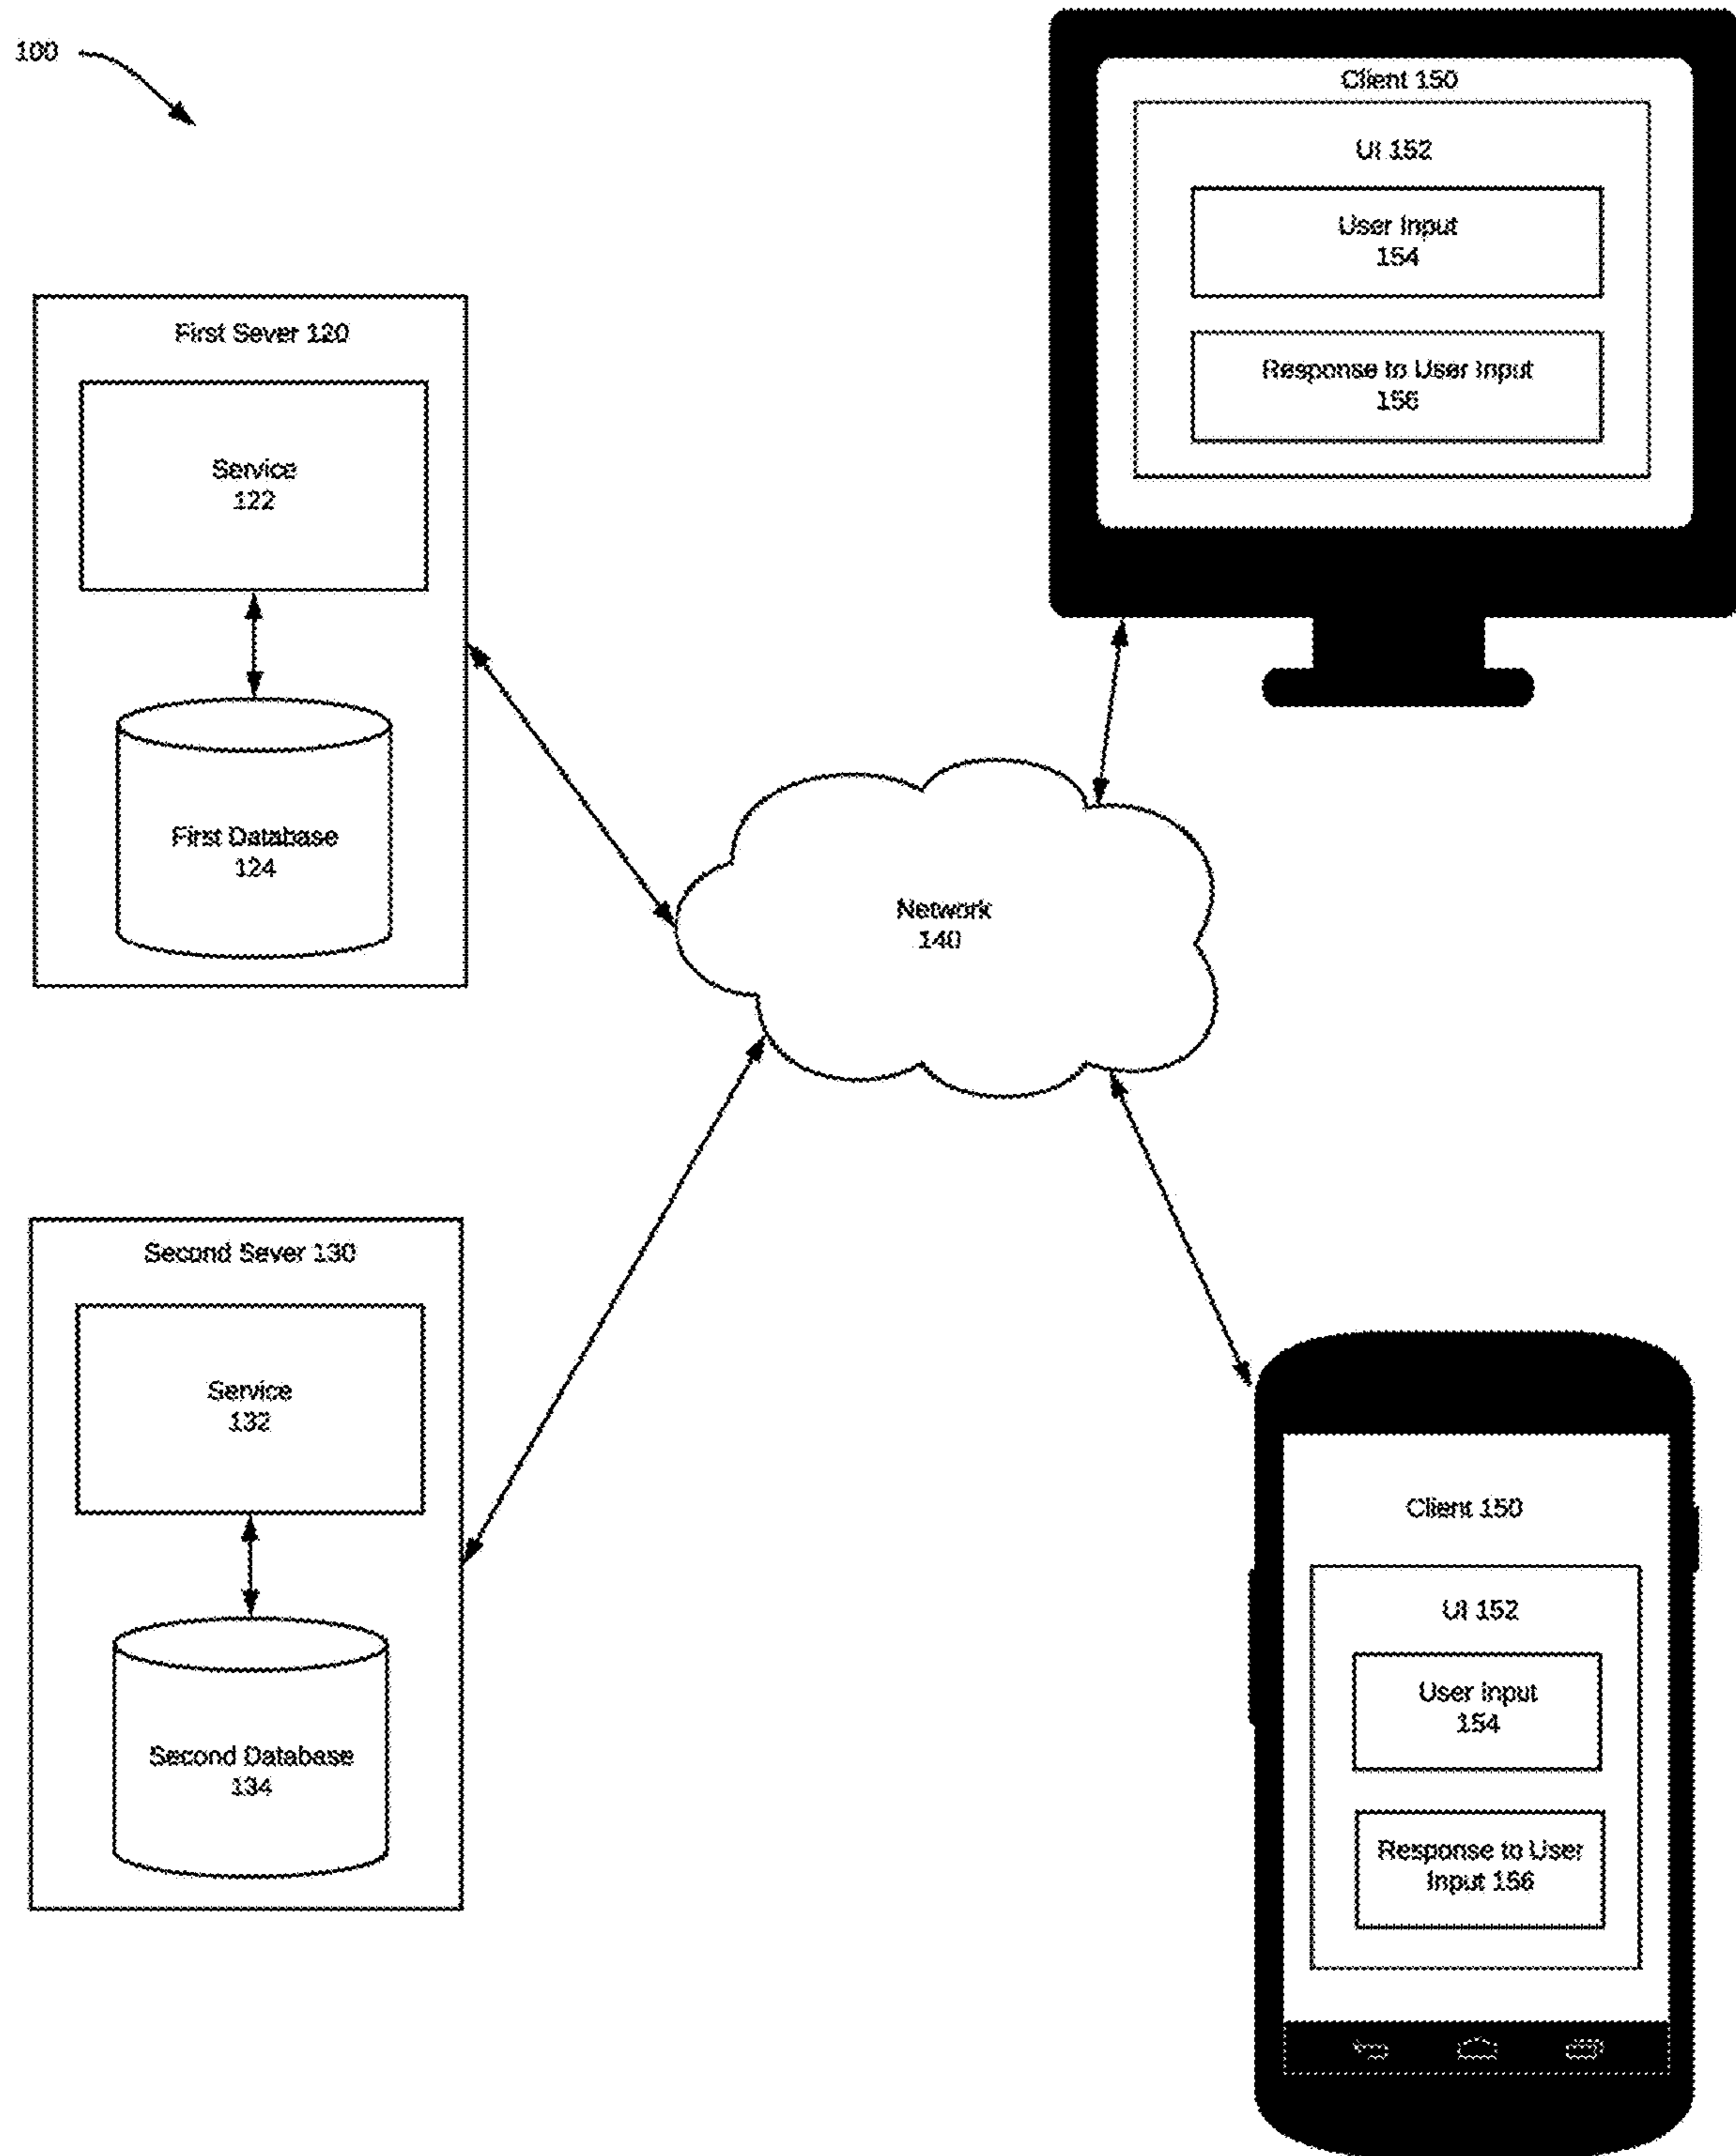 100
Client 150
UI 152
User Input
154
Response to User Input
156
First Sever 120
Service
122
First Database
124
Network
140
Second Sever 130
Service
132
Second Database
134
Client 150
UI 152
User Input
154
Response to User
Input 156